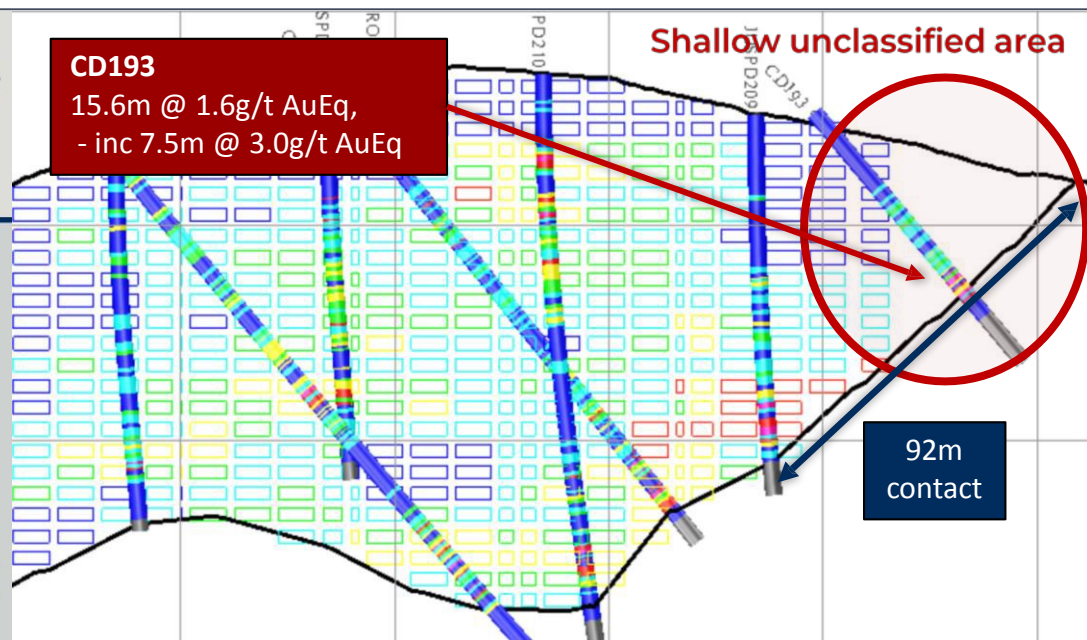 CD193
15.6m @ 1.6g/t AuEq,
- inc 7.5m @ 3.0g/t AuEq
PD210
Shallow unclassified area
CD193
92m
contact